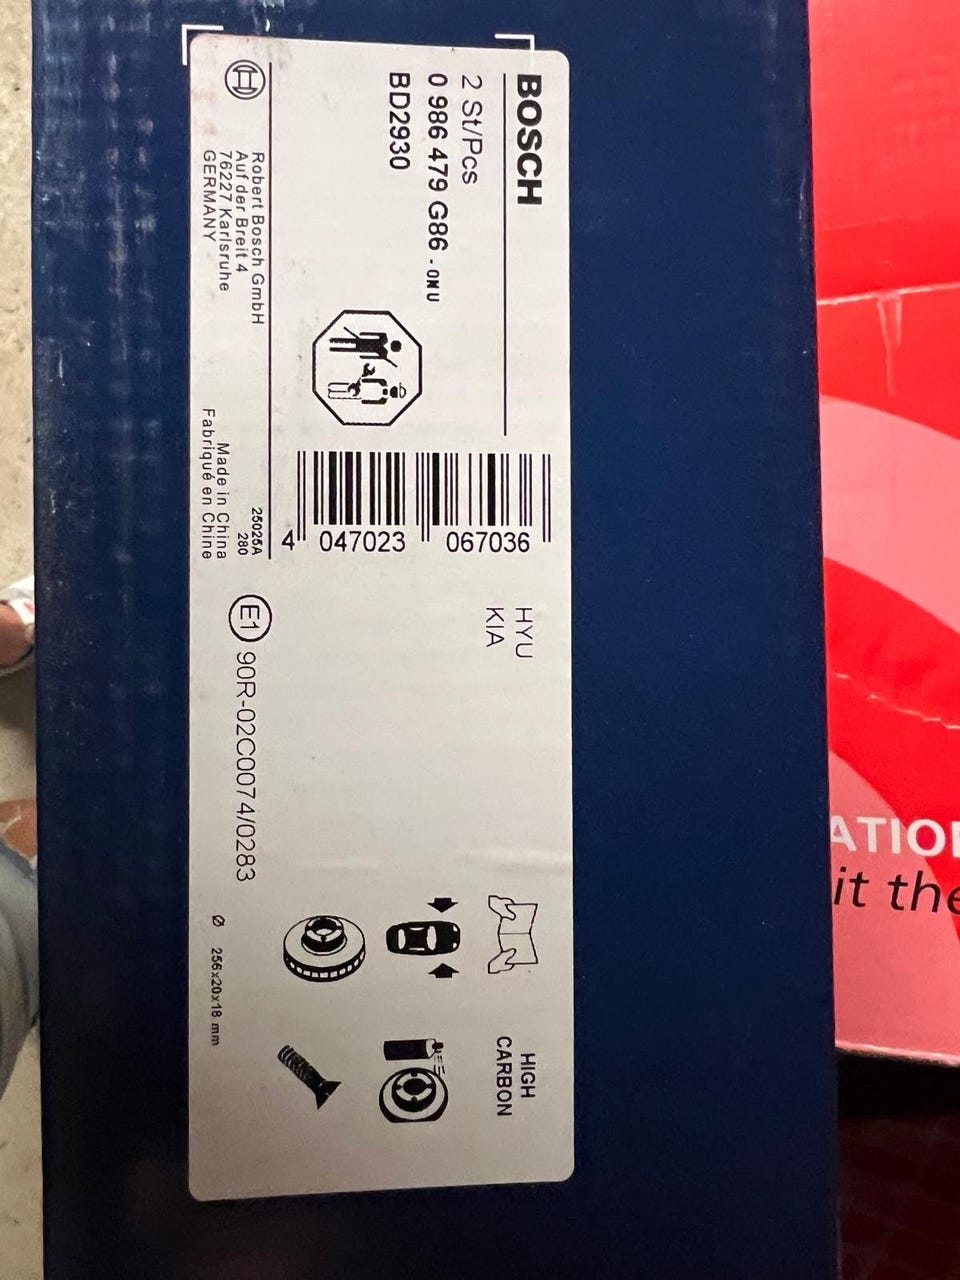 BOSCH
2 St/Pcs
0 986 479 G86 - 0NU
BD2930
Robert Bosch GmbH
Auf der Breit 4
76227 Karlsruhe
GERMANY
25025A
280
Made in China
Fabriqué en Chine
4 047023 067036
HYU
KIA
E1 90R-02C0074/0283
HIGH
CARBON
Ø 256x20x18 mm
ATIO
it the